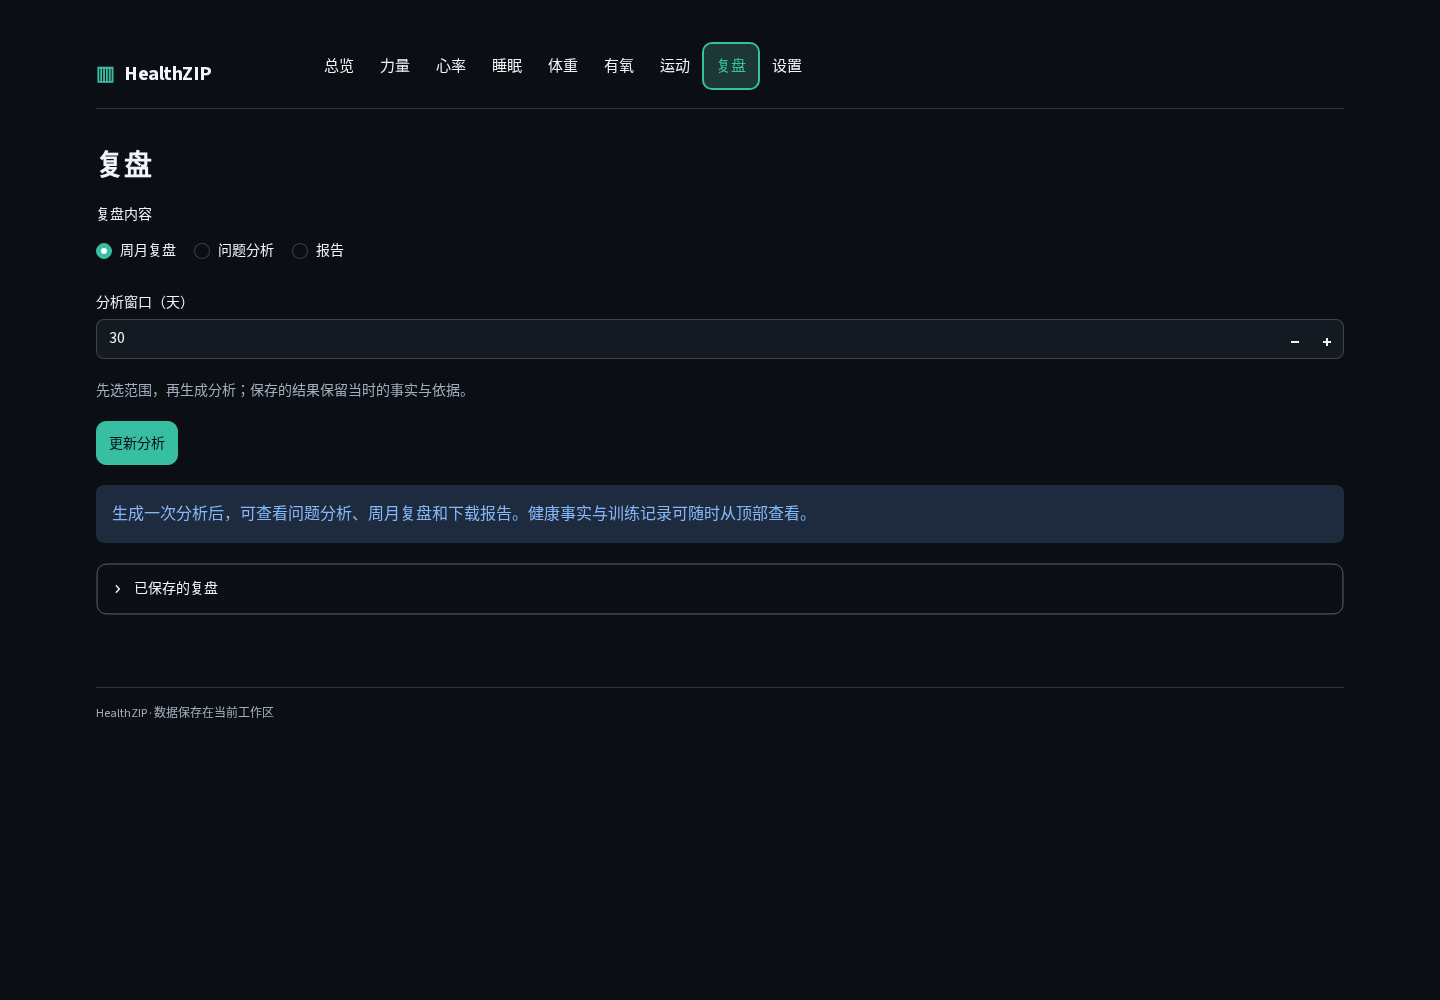 HealthZIP
总览 力量 心率 睡眠 体重 有氧 运动 复盘 设置
复盘
复盘内容
周月复盘 问题分析 报告
分析窗口（天）
30
先选范围，再生成分析；保存的结果保留当时的事实与依据。
更新分析
生成一次分析后，可查看问题分析、周月复盘和下载报告。健康事实与训练记录可随时从顶部查看。
已保存的复盘
HealthZIP · 数据保存在当前工作区